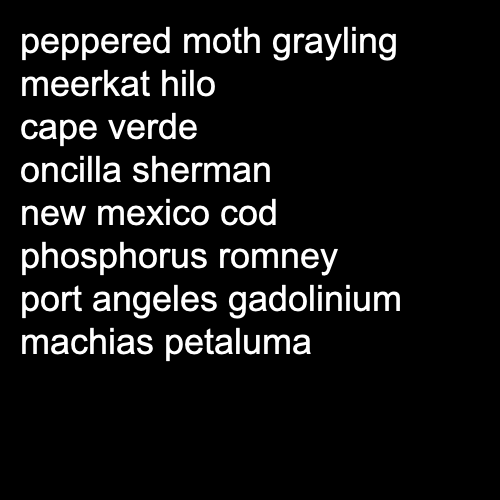 peppered moth grayling
meerkat hilo
cape verde
oncilla sherman
new mexico cod
phosphorus romney
port angeles gadolinium
machias petaluma